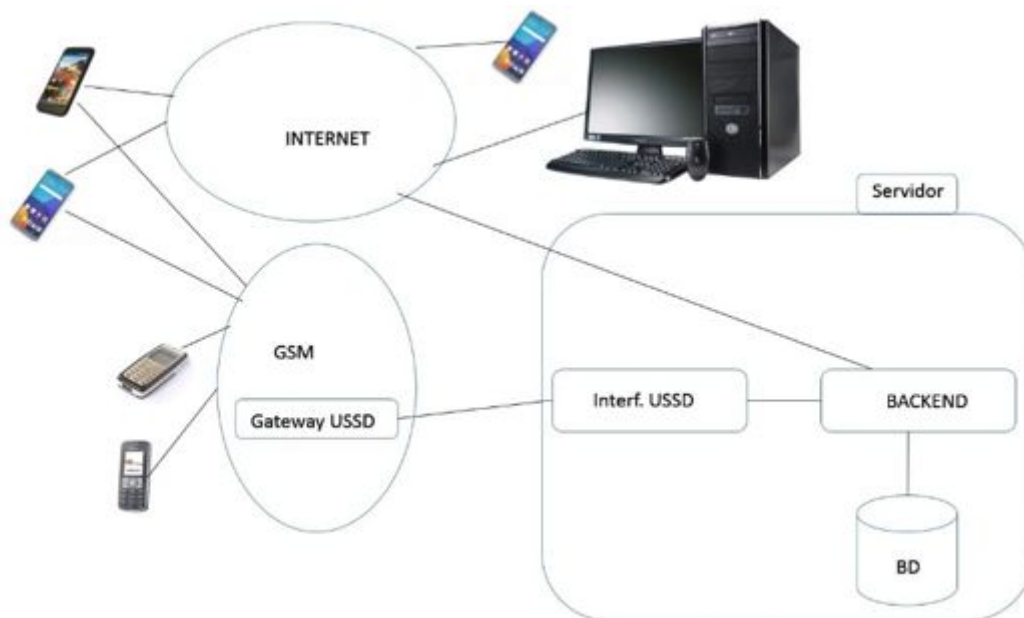 INTERNET
Servidor
GSM
Gateway USSD
Interf. USSD
BACKEND
BD